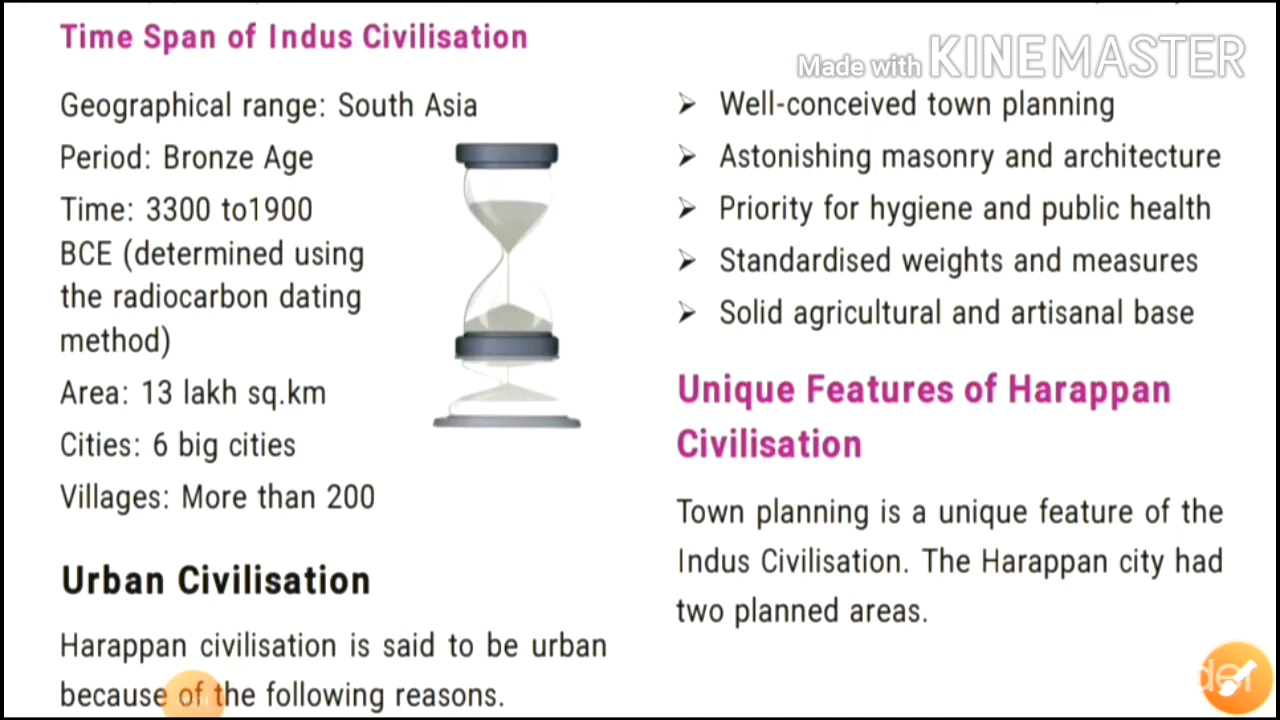 Time Span of Indus Civilisation
Geographical range: South Asia
Period: Bronze Age
Time: 3300 to1900
BCE (determined using
the radiocarbon dating
method)
Area: 13 lakh sq.km
Cities: 6 big cities
Villages: More than 200
Urban Civilisation
Harappan civilisation is said to be urban
because of the following reasons.
Made with KINEMASTER
➢ Well-conceived town planning
➢ Astonishing masonry and architecture
➢ Priority for hygiene and public health
➢ Standardised weights and measures
➢ Solid agricultural and artisanal base
Unique Features of Harappan
Civilisation
Town planning is a unique feature of the
Indus Civilisation. The Harappan city had
two planned areas.